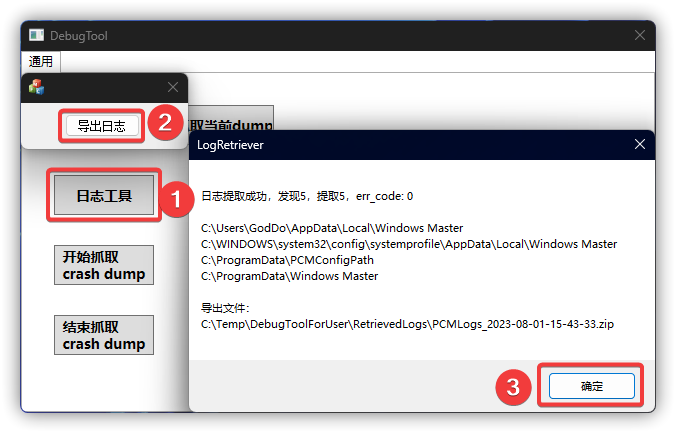 DebugTool
通用
导出日志
2
取当前dump
LogRetriever
日志工具
1
日志提取成功，发现5，提取5，err_code: 0
C:\Users\GodDo\AppData\Local\Windows Master
C:\WINDOWS\system32\config\systemprofile\AppData\Local\Windows Master
C:\ProgramData\PCMConfigPath
C:\ProgramData\Windows Master
开始抓取
crash dump
导出文件：
C:\Temp\DebugToolForUser\RetrievedLogs\PCMLogs_2023-08-01-15-43-33.zip
结束抓取
crash dump
3
确定